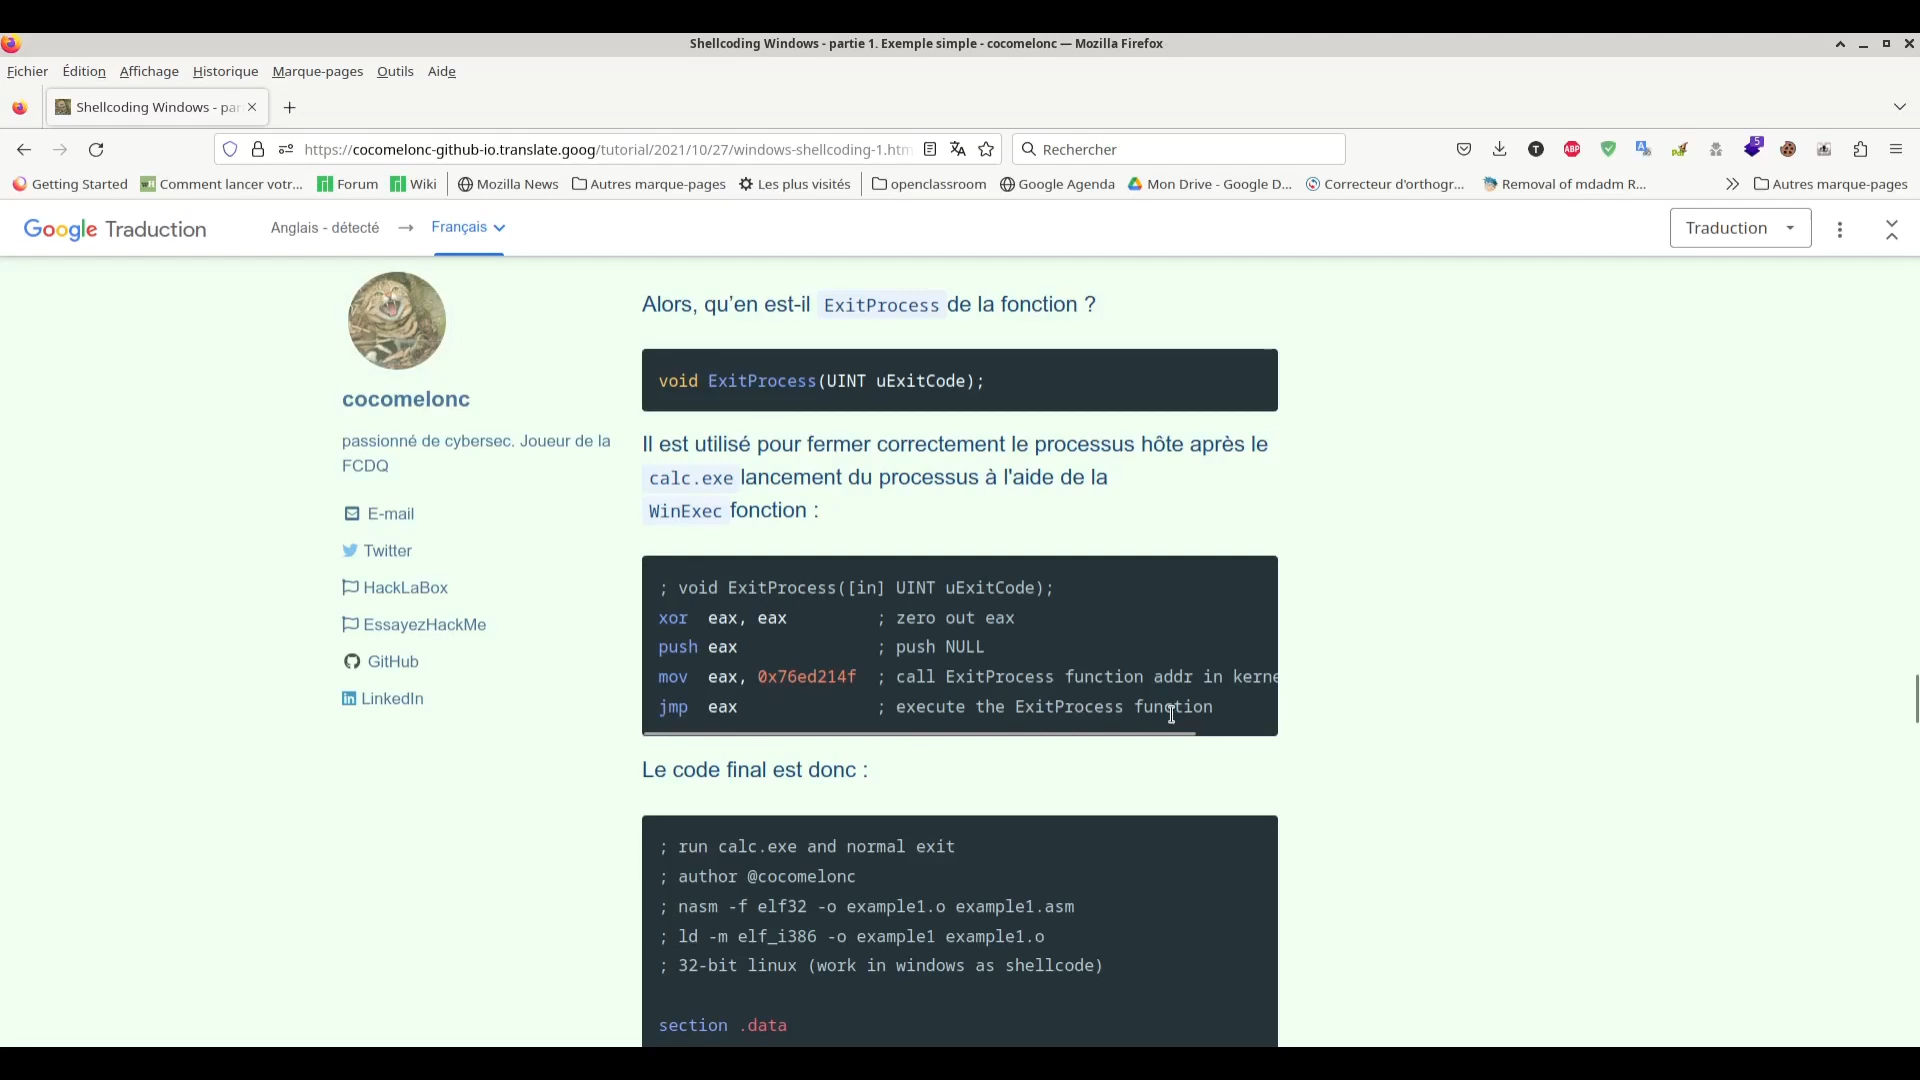 Shellcoding Windows - partie 1. Exemple simple - cocomelonc — Mozilla Firefox
Fichier Édition Affichage Historique Marque-pages Outils Aide
Shellcoding Windows - par
https://cocomelonc-github-io.translate.goog/tutorial/2021/10/27/windows-shellcoding-1.htm
Rechercher
T
ABP
5
Getting Started
Comment lancer votr...
Forum
Wiki
Mozilla News
Autres marque-pages
Les plus visités
openclassroom
Google Agenda
Mon Drive - Google D...
Correcteur d'orthogr...
Removal of mdadm R...
Autres marque-pages
Google Traduction
Anglais - détecté → Français
Traduction
cocomelonc
passionné de cybersec. Joueur de la
FCDQ
E-mail
Twitter
HackLaBox
EssayezHackMe
GitHub
LinkedIn
Alors, qu’en est-il ExitProcess de la fonction ?
void ExitProcess(UINT uExitCode);
Il est utilisé pour fermer correctement le processus hôte après le
calc.exe lancement du processus à l'aide de la
WinExec fonction :
; void ExitProcess([in] UINT uExitCode);
xor eax, eax ; zero out eax
push eax ; push NULL
mov eax, 0x76ed214f ; call ExitProcess function addr in kerne
jmp eax ; execute the ExitProcess function
Le code final est donc :
; run calc.exe and normal exit
; author @cocomelonc
; nasm -f elf32 -o example1.o example1.asm
; ld -m elf_i386 -o example1 example1.o
; 32-bit linux (work in windows as shellcode)
section .data